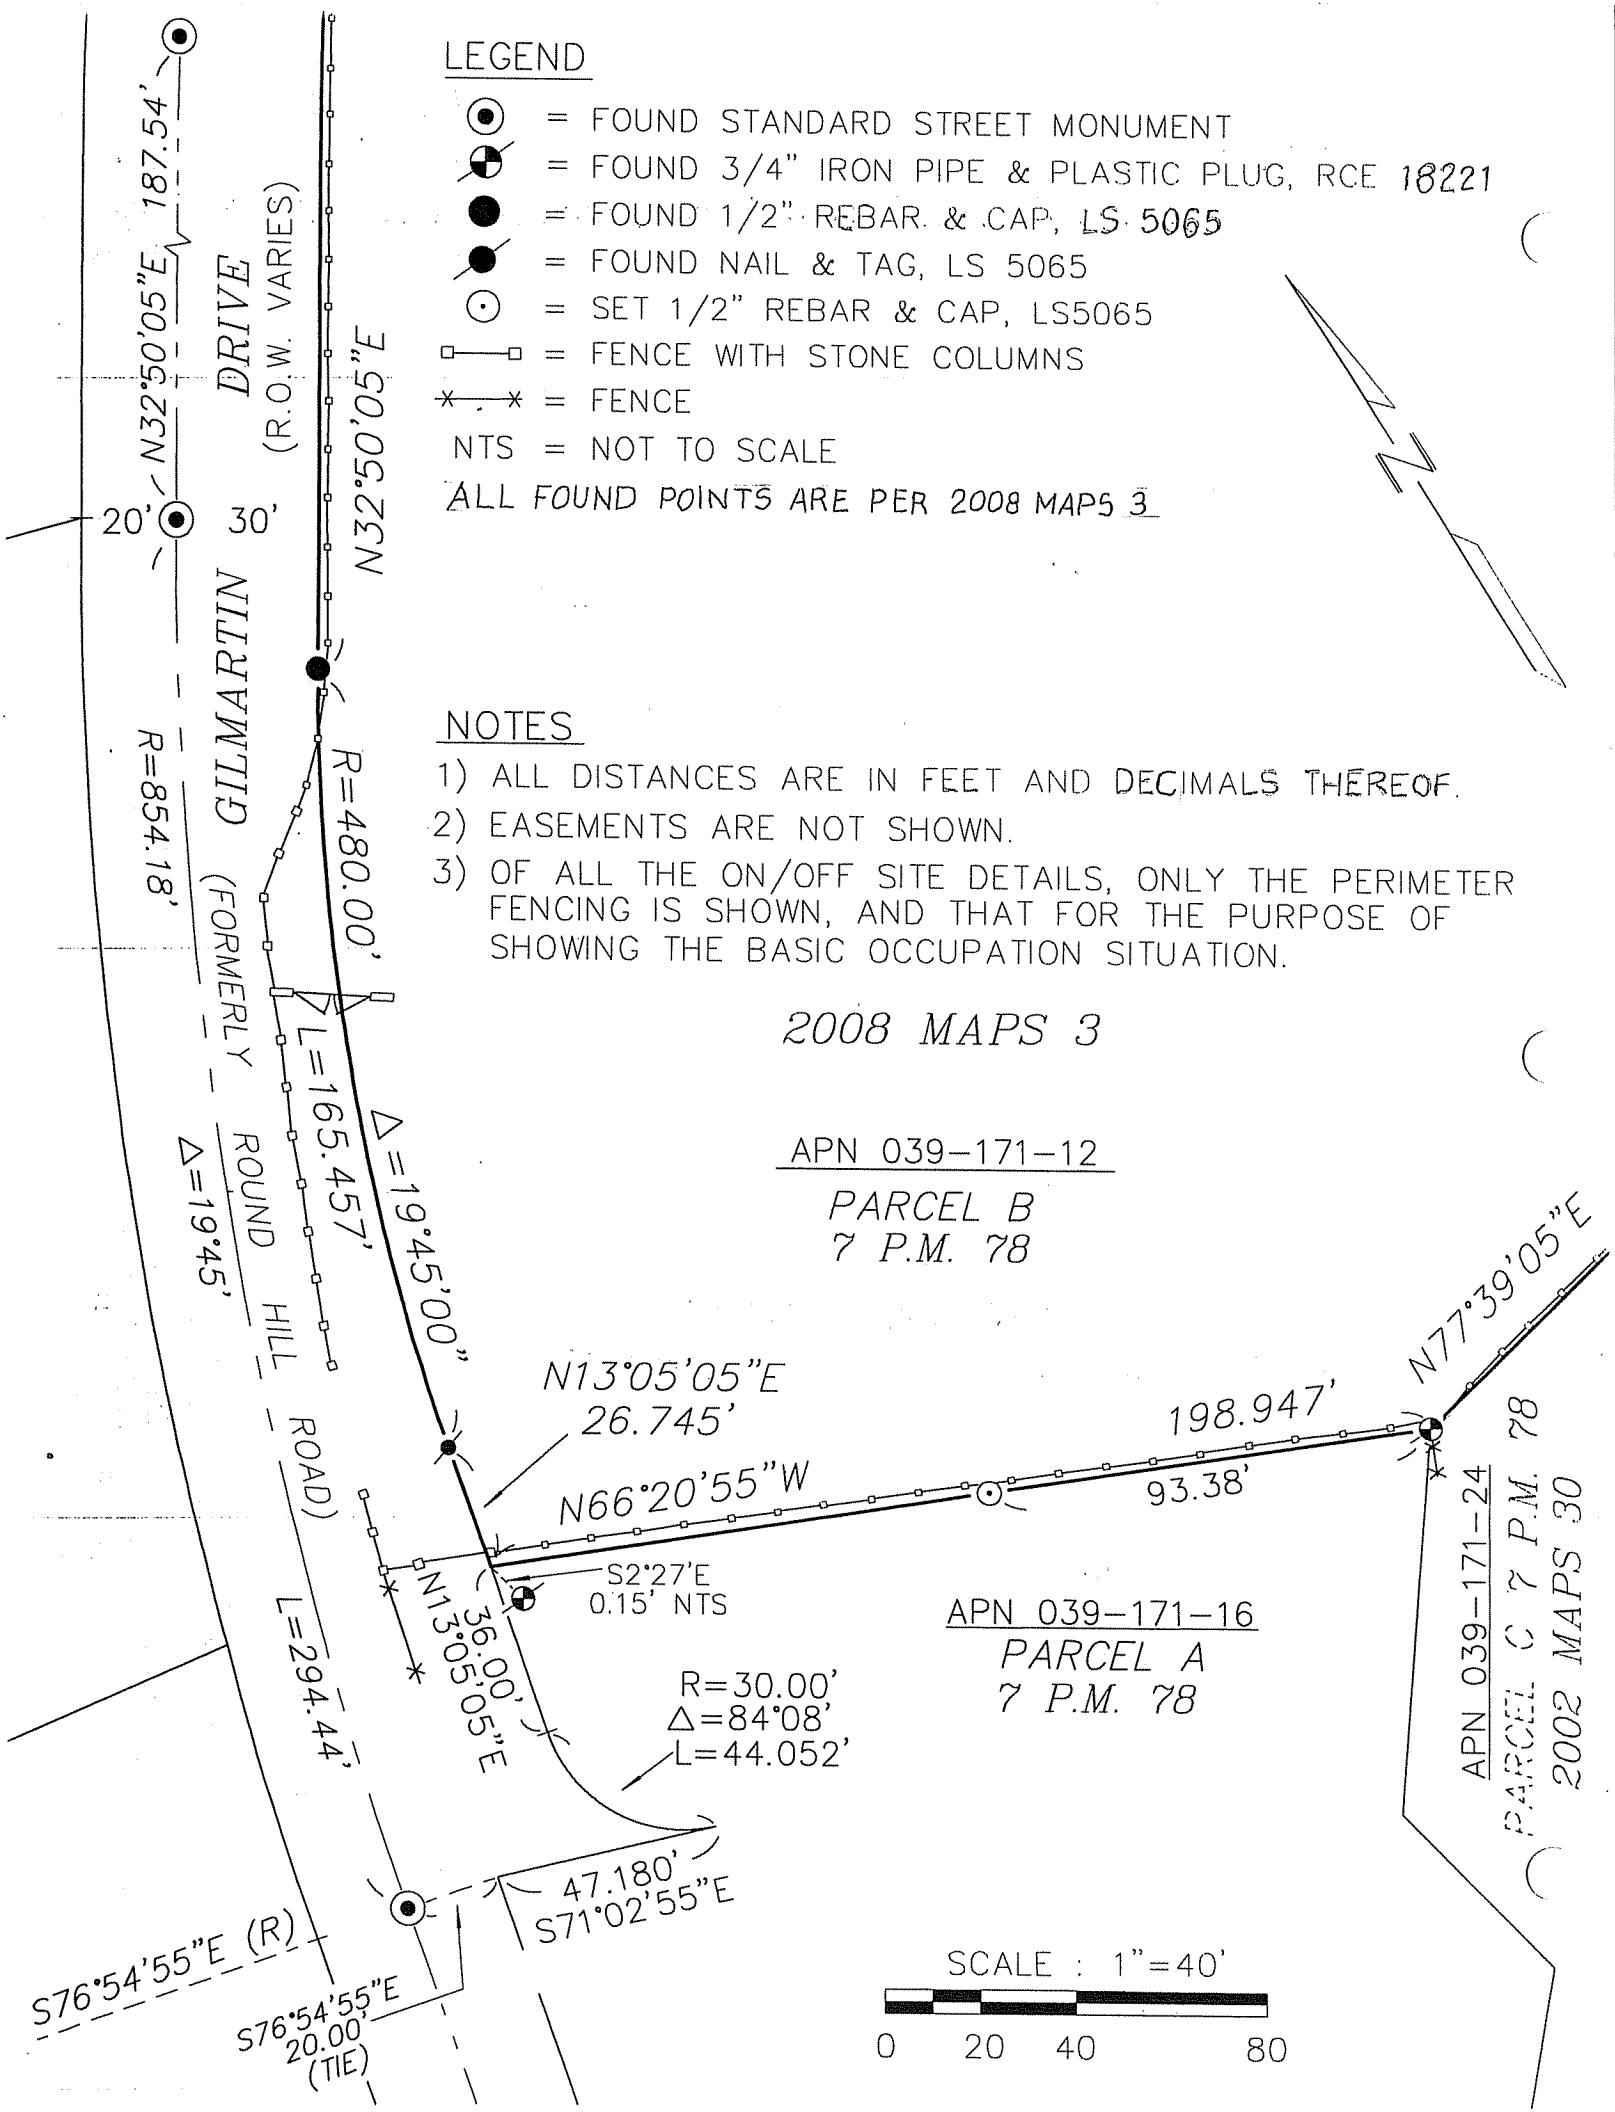 LEGEND
= FOUND STANDARD STREET MONUMENT
= FOUND 3/4" IRON PIPE & PLASTIC PLUG, RCE 18221
= FOUND 1/2" REBAR & CAP, LS 5065
= FOUND NAIL & TAG, LS 5065
= SET 1/2" REBAR & CAP, LS5065
= FENCE WITH STONE COLUMNS
= FENCE
NTS = NOT TO SCALE
ALL FOUND POINTS ARE PER 2008 MAPS 3
N32°50'05"E 187.54'
GILMARTIN DRIVE
(R.O.W. VARIES)
N32°50'05"E
20'
30'
NOTES
1) ALL DISTANCES ARE IN FEET AND DECIMALS THEREOF.
2) EASEMENTS ARE NOT SHOWN.
3) OF ALL THE ON/OFF SITE DETAILS, ONLY THE PERIMETER
FENCING IS SHOWN, AND THAT FOR THE PURPOSE OF
SHOWING THE BASIC OCCUPATION SITUATION.
R=854.18'
Δ=19°45'
L=294.44'
(FORMERLY ROUND HILL ROAD)
R=480.00'
L=165.457'
Δ=19°45'00"
2008 MAPS 3
APN 039-171-12
PARCEL B
7 P.M. 78
N77°39'05"E
N13°05'05"E
26.745'
198.947'
N66°20'55"W
93.38'
S2°27'E
0.15' NTS
36.00'
N13°05'05"E
APN 039-171-16
PARCEL A
7 P.M. 78
APN 039-171-24
PARCEL C 7 P.M. 78
2002 MAPS 30
R=30.00'
Δ=84°08'
L=44.052'
47.180'
S71°02'55"E
S76°54'55"E (R)
S76°54'55"E
20.00'
(TIE)
SCALE : 1"=40'
0 20 40 80